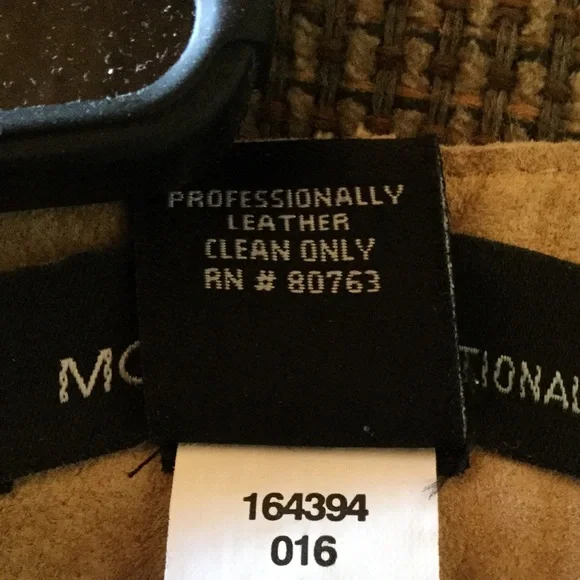 PROFESSIONALLY
LEATHER
CLEAN ONLY
RN # 80763
164394
016